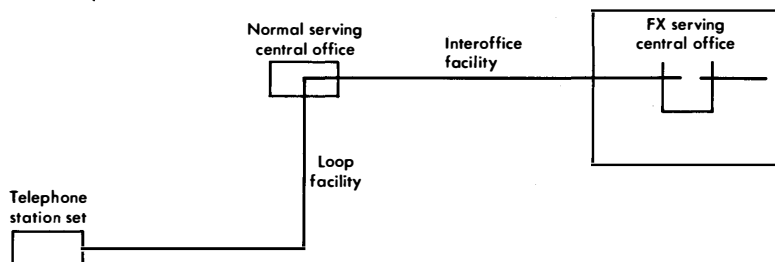 Normal serving
central office
Interoffice
facility
FX serving
central office
Loop
facility
Telephone
station set